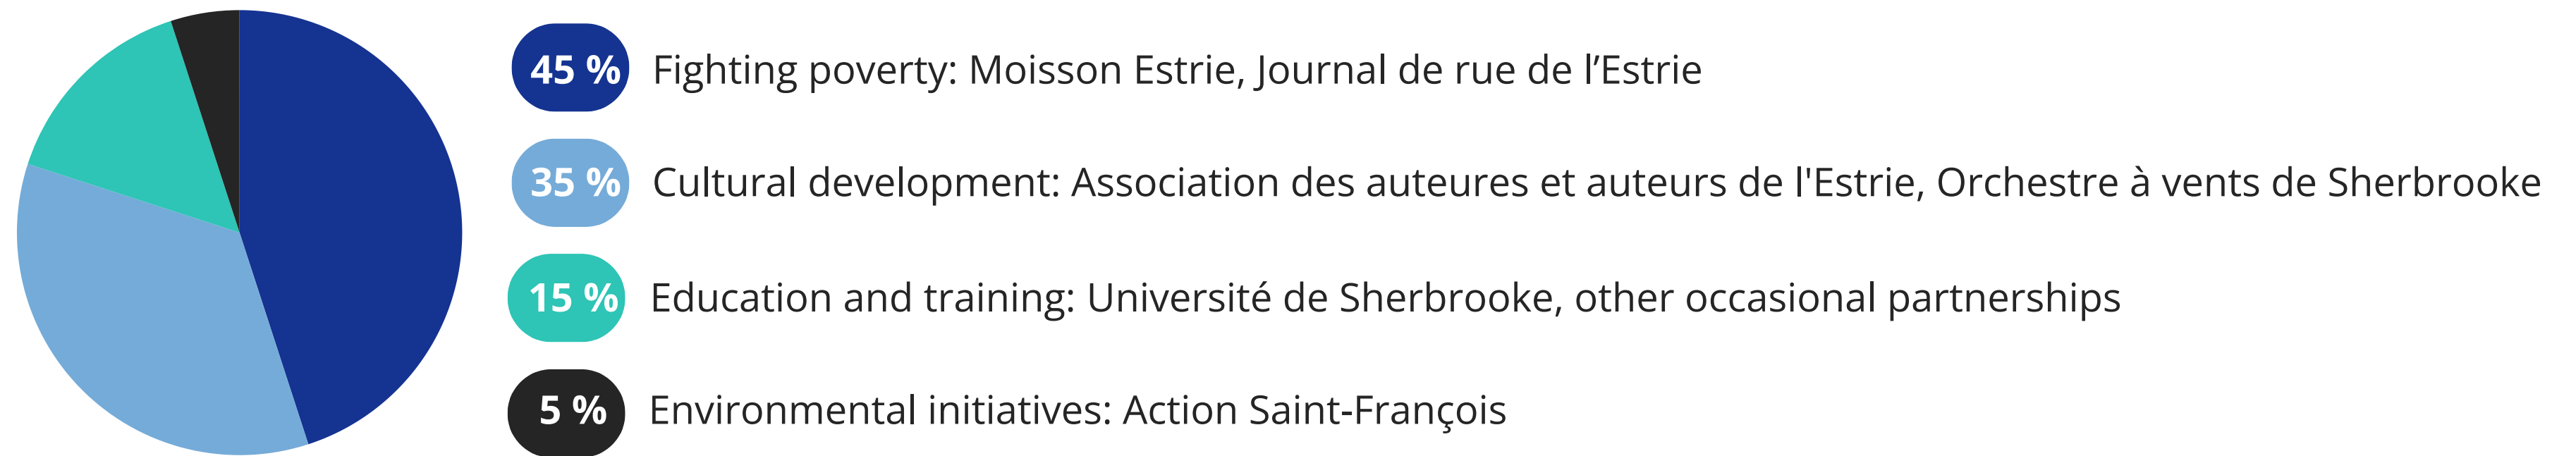 45 % Fighting poverty: Moisson Estrie, Journal de rue de l’Estrie
35 % Cultural development: Association des auteures et auteurs de l'Estrie, Orchestre à vents de Sherbrooke
15 % Education and training: Université de Sherbrooke, other occasional partnerships
5 % Environmental initiatives: Action Saint-François